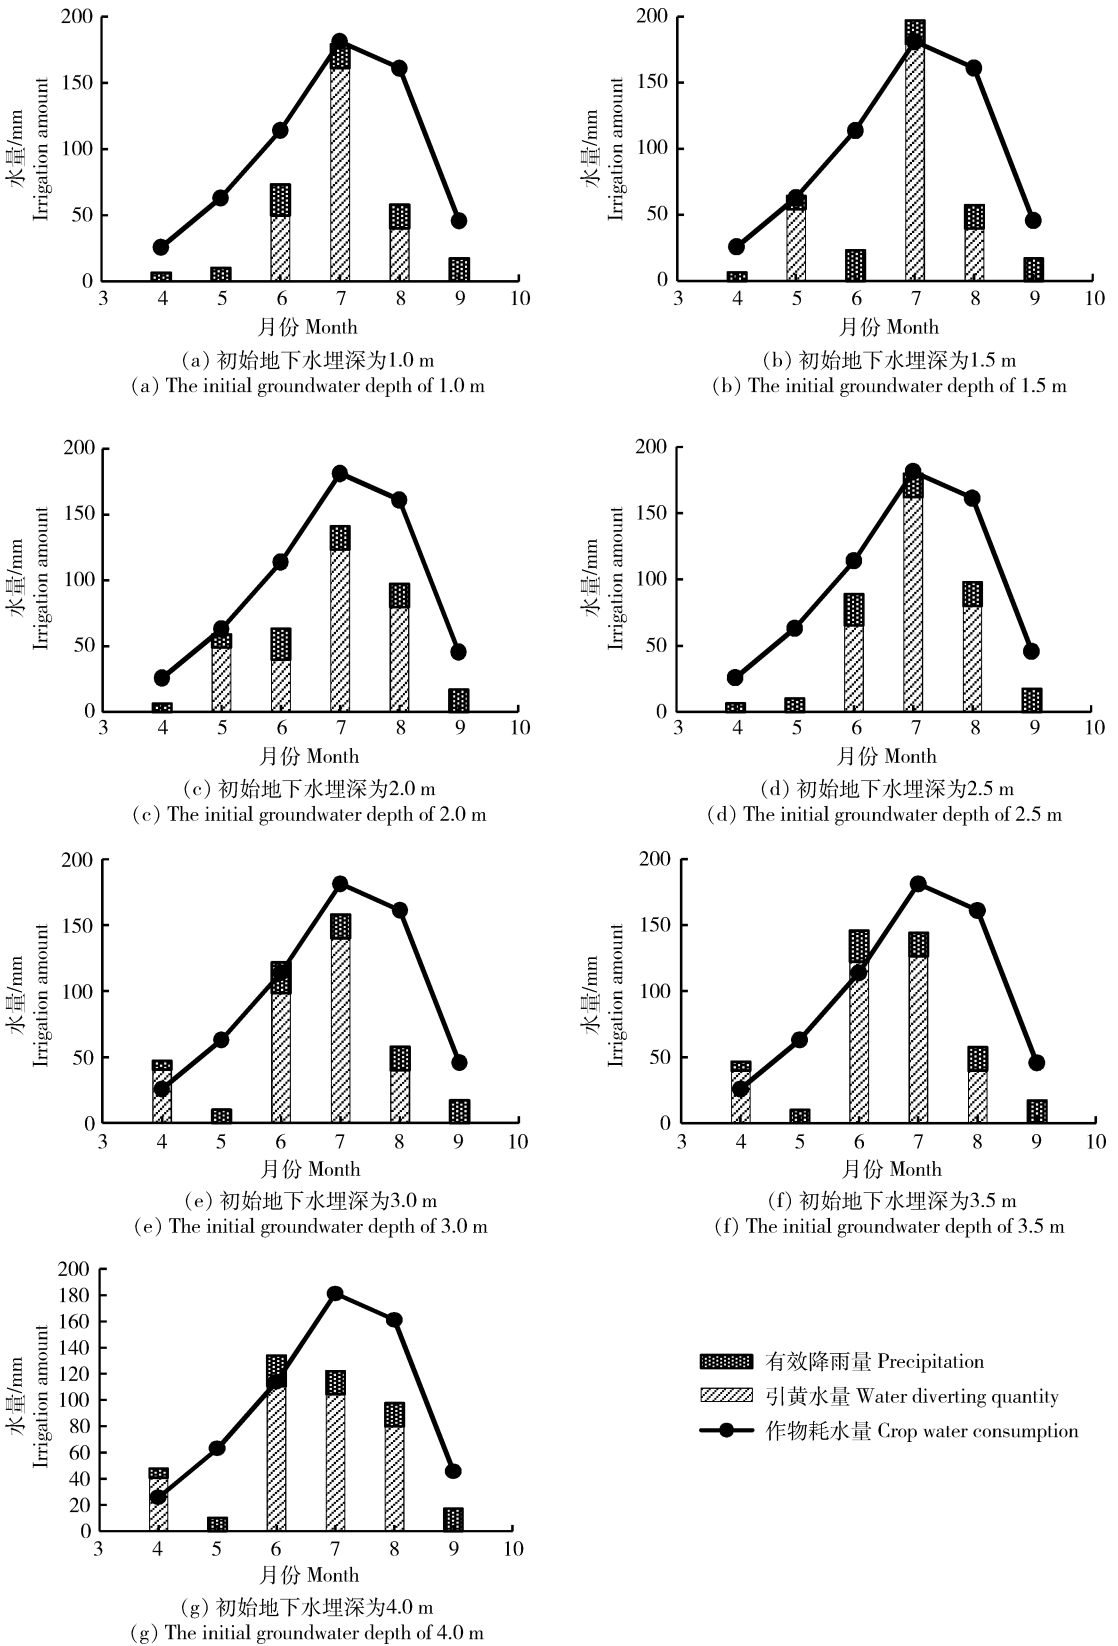 200
150
100
50
0
水量/mm
Irrigation amount
3 4 5 6 7 8 9 10
月份 Month
(a) 初始地下水埋深为1.0 m
(a) The initial groundwater depth of 1.0 m
200
150
100
50
0
水量/mm
Irrigation amount
3 4 5 6 7 8 9 10
月份 Month
(b) 初始地下水埋深为1.5 m
(b) The initial groundwater depth of 1.5 m
200
150
100
50
0
水量/mm
Irrigation amount
3 4 5 6 7 8 9 10
月份 Month
(c) 初始地下水埋深为2.0 m
(c) The initial groundwater depth of 2.0 m
200
150
100
50
0
水量/mm
Irrigation amount
3 4 5 6 7 8 9 10
月份 Month
(d) 初始地下水埋深为2.5 m
(d) The initial groundwater depth of 2.5 m
200
150
100
50
0
水量/mm
Irrigation amount
3 4 5 6 7 8 9 10
月份 Month
(e) 初始地下水埋深为3.0 m
(e) The initial groundwater depth of 3.0 m
200
150
100
50
0
水量/mm
Irrigation amount
3 4 5 6 7 8 9 10
月份 Month
(f) 初始地下水埋深为3.5 m
(f) The initial groundwater depth of 3.5 m
200
180
160
140
120
100
80
60
40
20
0
水量/mm
Irrigation amount
3 4 5 6 7 8 9 10
月份 Month
(g) 初始地下水埋深为4.0 m
(g) The initial groundwater depth of 4.0 m
有效降雨量 Precipitation
引黄水量 Water diverting quantity
作物耗水量 Crop water consumption